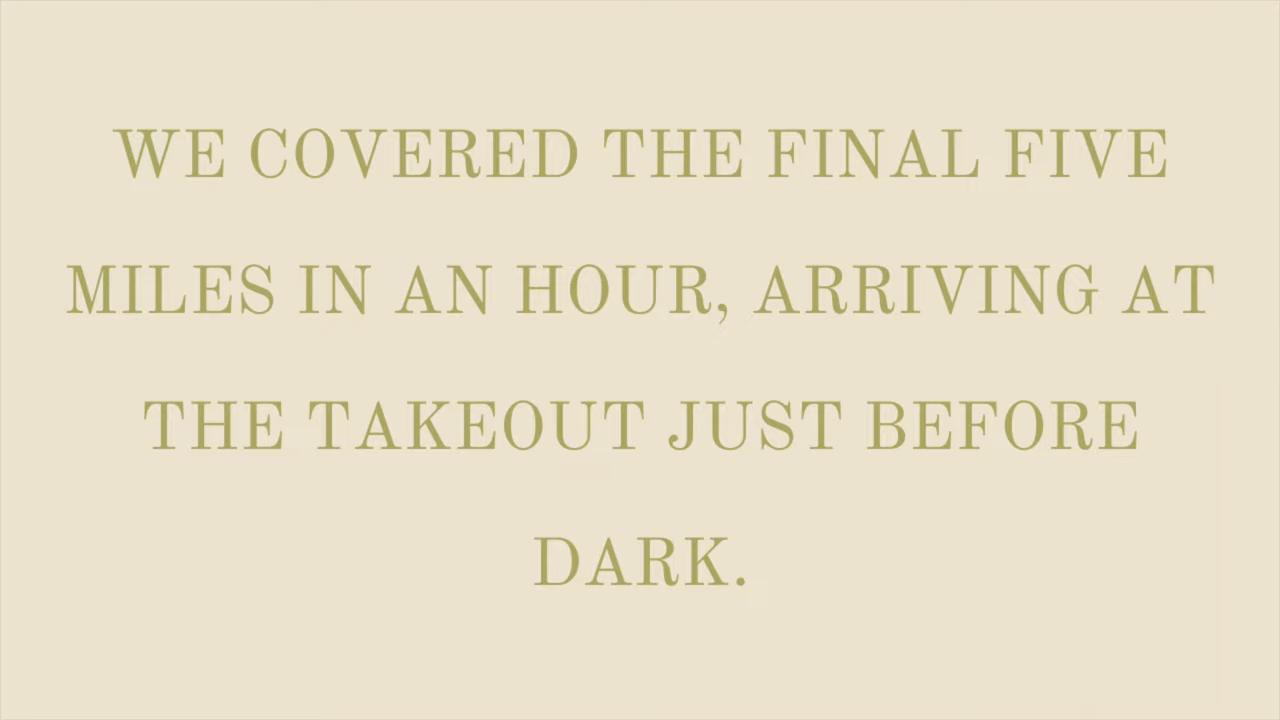 WE COVERED THE FINAL FIVE
MILES IN AN HOUR, ARRIVING AT
THE TAKEOUT JUST BEFORE
DARK.